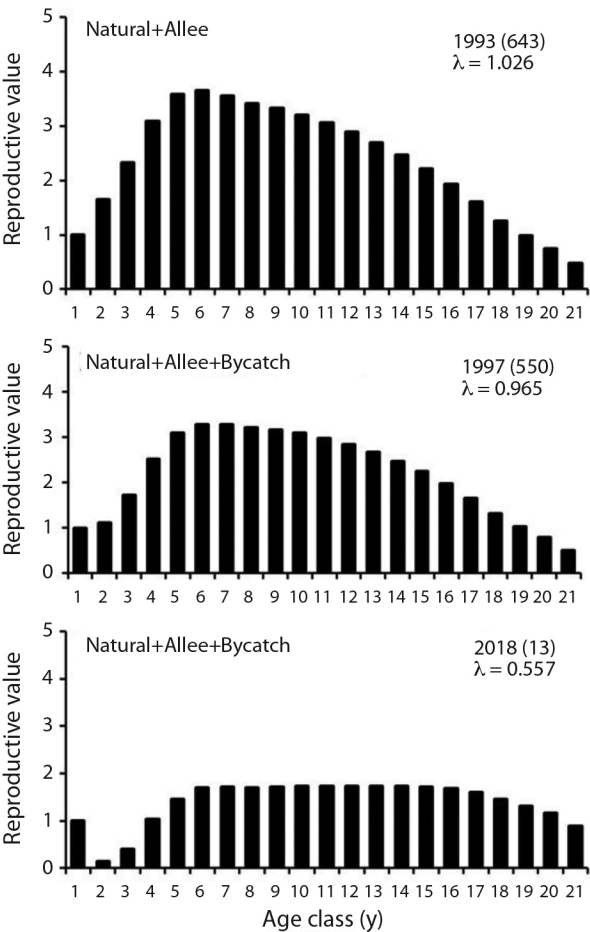 Natural+Allee
1993 (643)
λ = 1.026
Reproductive value
5
4
3
2
1
0
1 2 3 4 5 6 7 8 9 10 11 12 13 14 15 16 17 18 19 20 21
Natural+Allee+Bycatch
1997 (550)
λ = 0.965
Reproductive value
5
4
3
2
1
0
1 2 3 4 5 6 7 8 9 10 11 12 13 14 15 16 17 18 19 20 21
Natural+Allee+Bycatch
2018 (13)
λ = 0.557
Reproductive value
5
4
3
2
1
0
1 2 3 4 5 6 7 8 9 10 11 12 13 14 15 16 17 18 19 20 21
Age class (y)